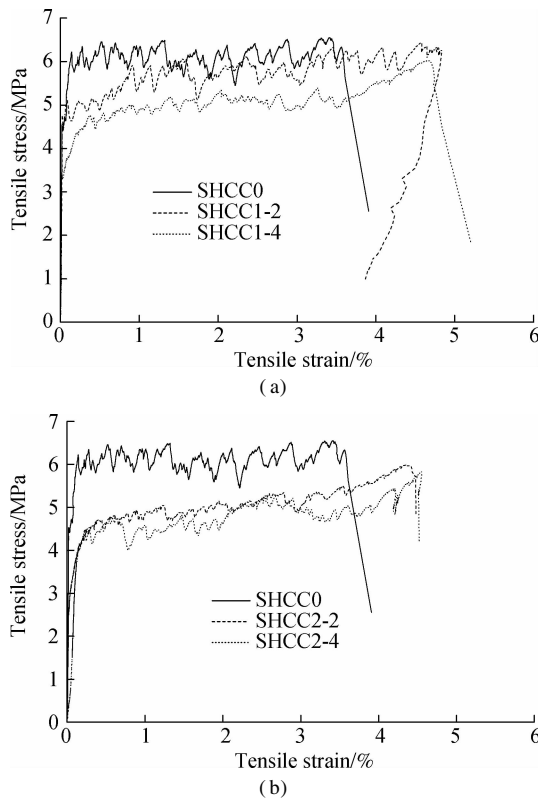 7
6
5
4
3
2
1
0
Tensile stress/MPa
SHCC0
SHCC1-2
SHCC1-4
0 1 2 3 4 5 6
Tensile strain/%
(a)
7
6
5
4
3
2
1
0
Tensile stress/MPa
SHCC0
SHCC2-2
SHCC2-4
0 1 2 3 4 5 6
Tensile strain/%
(b)